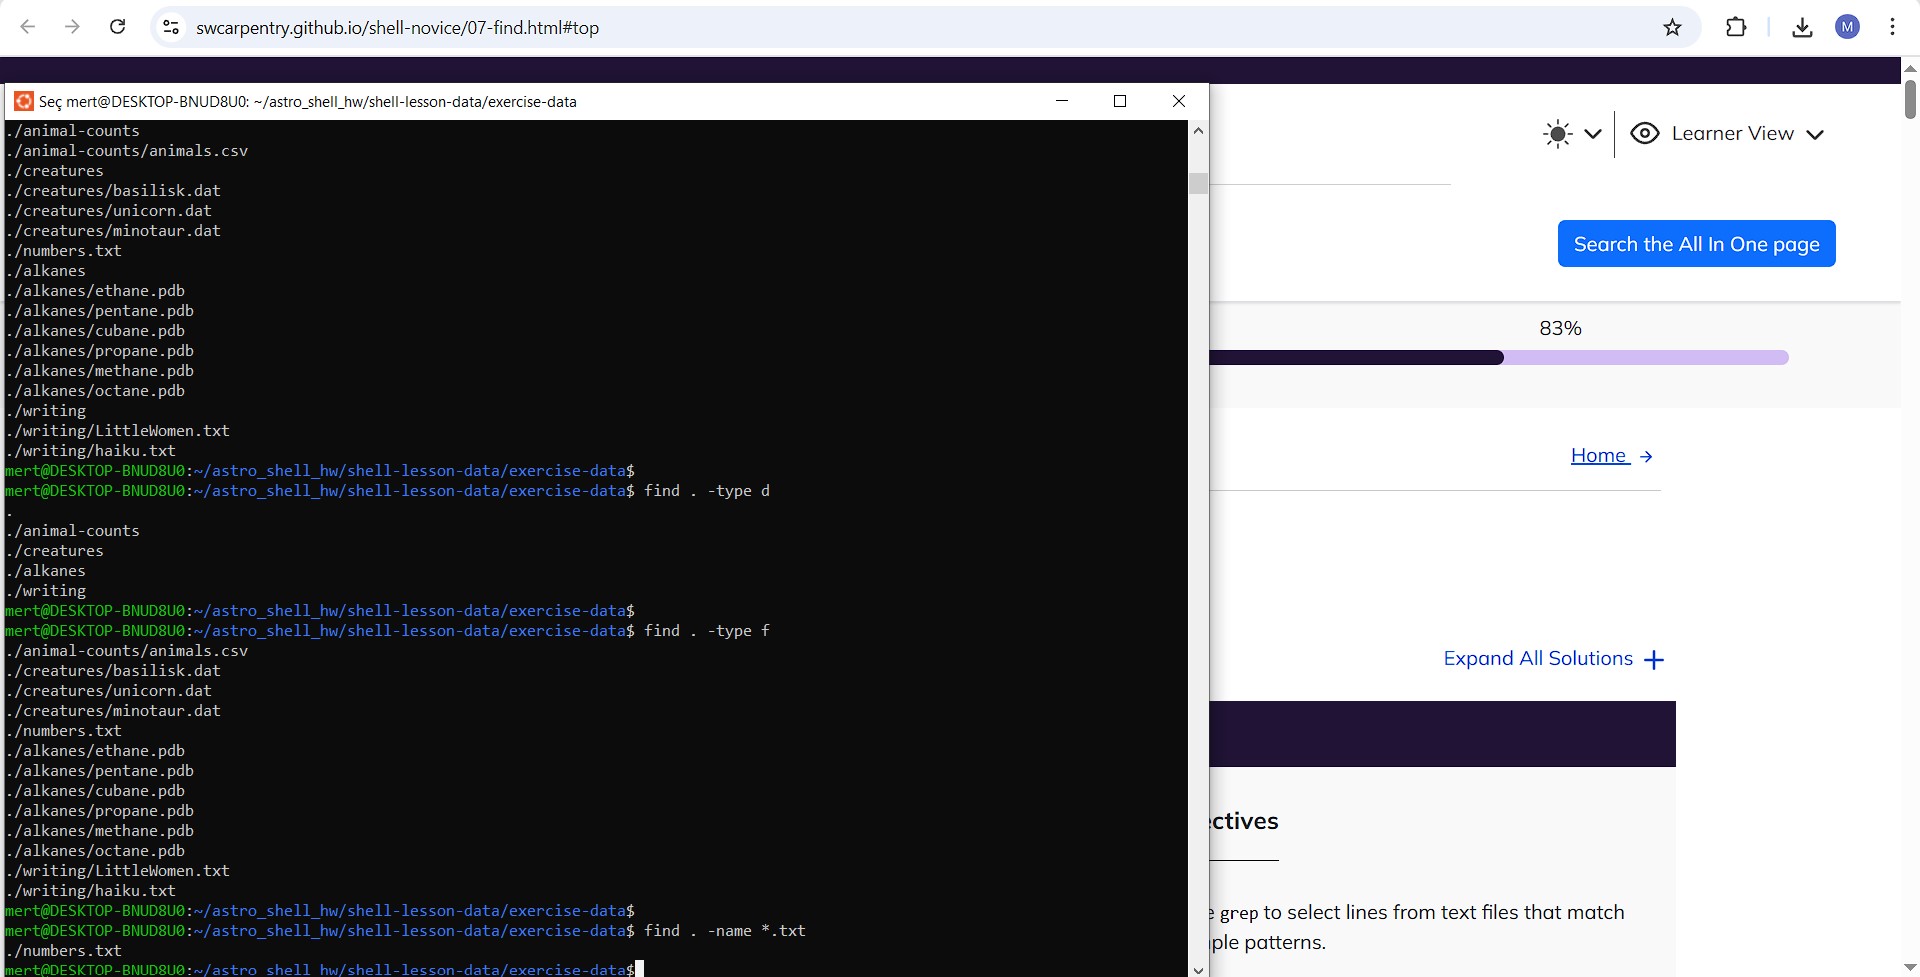 swcarpentry.github.io/shell-novice/07-find.html#top
M
Seç mert@DESKTOP-BNUD8U0: ~/astro_shell_hw/shell-lesson-data/exercise-data
./animal-counts
./animal-counts/animals.csv
./creatures
./creatures/basilisk.dat
./creatures/unicorn.dat
./creatures/minotaur.dat
./numbers.txt
./alkanes
./alkanes/ethane.pdb
./alkanes/pentane.pdb
./alkanes/cubane.pdb
./alkanes/propane.pdb
./alkanes/methane.pdb
./alkanes/octane.pdb
./writing
./writing/LittleWomen.txt
./writing/haiku.txt
mert@DESKTOP-BNUD8U0:~/astro_shell_hw/shell-lesson-data/exercise-data$
mert@DESKTOP-BNUD8U0:~/astro_shell_hw/shell-lesson-data/exercise-data$ find . -type d
.
./animal-counts
./creatures
./alkanes
./writing
mert@DESKTOP-BNUD8U0:~/astro_shell_hw/shell-lesson-data/exercise-data$
mert@DESKTOP-BNUD8U0:~/astro_shell_hw/shell-lesson-data/exercise-data$ find . -type f
./animal-counts/animals.csv
./creatures/basilisk.dat
./creatures/unicorn.dat
./creatures/minotaur.dat
./numbers.txt
./alkanes/ethane.pdb
./alkanes/pentane.pdb
./alkanes/cubane.pdb
./alkanes/propane.pdb
./alkanes/methane.pdb
./alkanes/octane.pdb
./writing/LittleWomen.txt
./writing/haiku.txt
mert@DESKTOP-BNUD8U0:~/astro_shell_hw/shell-lesson-data/exercise-data$
mert@DESKTOP-BNUD8U0:~/astro_shell_hw/shell-lesson-data/exercise-data$ find . -name *.txt
./numbers.txt
mert@DESKTOP-BNUD8U0:~/astro_shell_hw/shell-lesson-data/exercise-data$
Learner View
Search the All In One page
83%
Home
Expand All Solutions
ectives
e grep to select lines from text files that match
ple patterns.